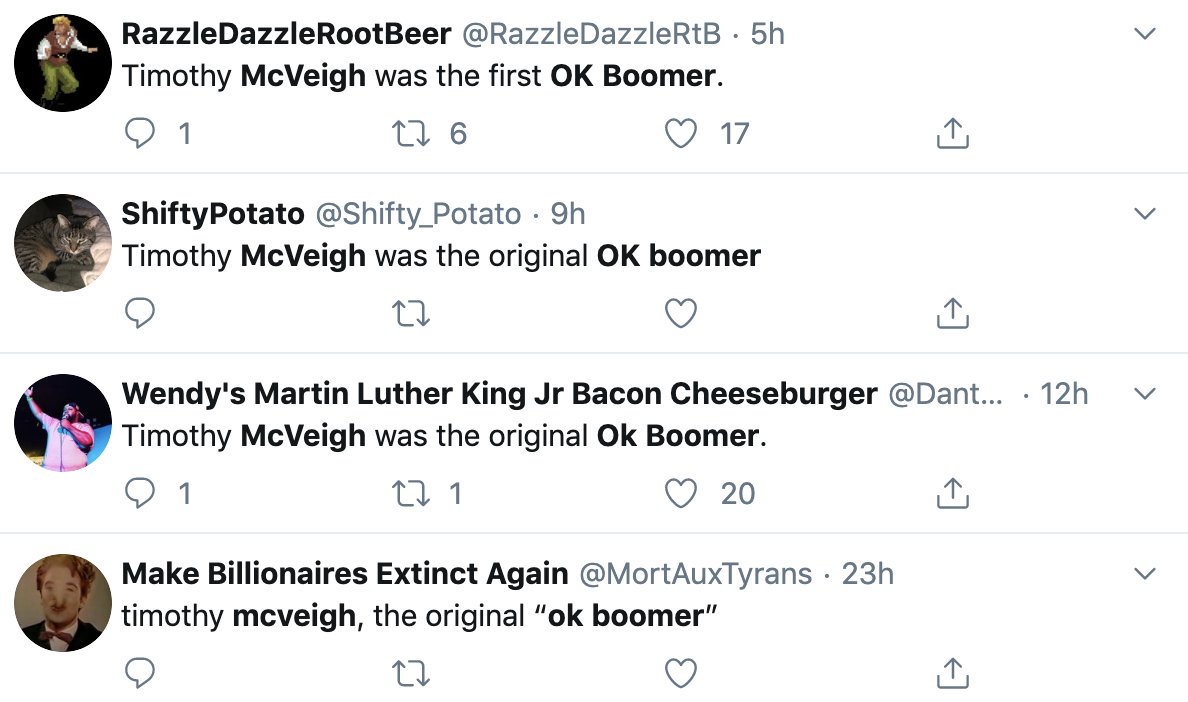 RazzleDazzleRootBeer @RazzleDazzleRtB · 5h
Timothy McVeigh was the first OK Boomer.
1 6 17
ShiftyPotato @Shifty_Potato · 9h
Timothy McVeigh was the original OK boomer
Wendy's Martin Luther King Jr Bacon Cheeseburger @Dant... · 12h
Timothy McVeigh was the original Ok Boomer.
1 1 20
Make Billionaires Extinct Again @MortAuxTyrans · 23h
timothy mcveigh, the original “ok boomer”